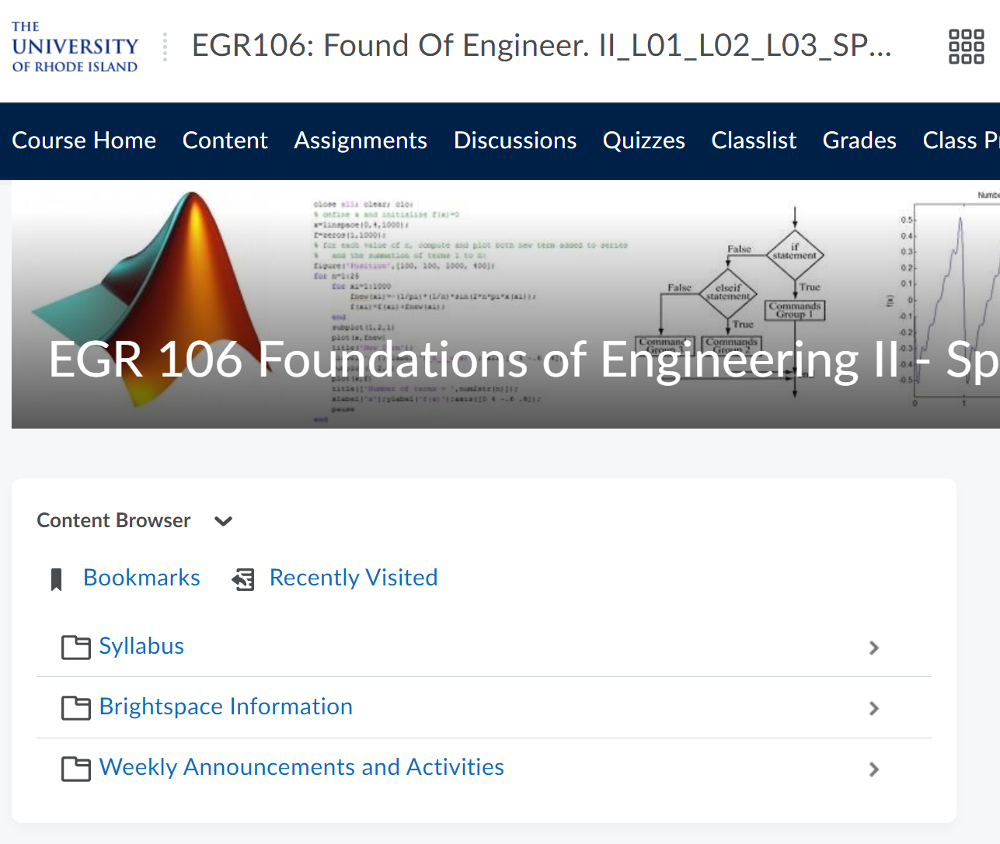 THE
UNIVERSITY
OF RHODE ISLAND
EGR106: Found Of Engineer. II_L01_L02_L03_SP...
Course Home Content Assignments Discussions Quizzes Classlist Grades Class P
close all; clear; clc;
% define x and initialize f(x)=0
x=linspace(0,4,1000);
f=zeros(1,1000);
% for each value of n, compute and plot both new term added to series
% and the summation of terms 1 to n:
figure('Position',[100, 100, 1000, 400])
for n=1:25
for xi=1:1000
fnew(xi)=-(1/pi)*(1/n)*sin(2*n*pi*x(xi));
f(xi)=f(xi)+fnew(xi);
end
subplot(1,2,1)
plot(x,fnew)
plot(x,f)
title(['Number of terms = ',num2str(n)]);
xlabel('x');ylabel('f(x)');axis([0 4 -.6 .6]);
pause
end
if
statement
False
True
elseif
statement
False
True
Commands
Group 1
Commands
Group 3
Commands
Group 2
end
Numbe
0.5
0.4
0.3
0.2
0.1
0
-0.1
-0.2
-0.3
-0.4
-0.5
f(x)
0 1
EGR 106 Foundations of Engineering II - Sp
Content Browser
Bookmarks Recently Visited
Syllabus
Brightspace Information
Weekly Announcements and Activities